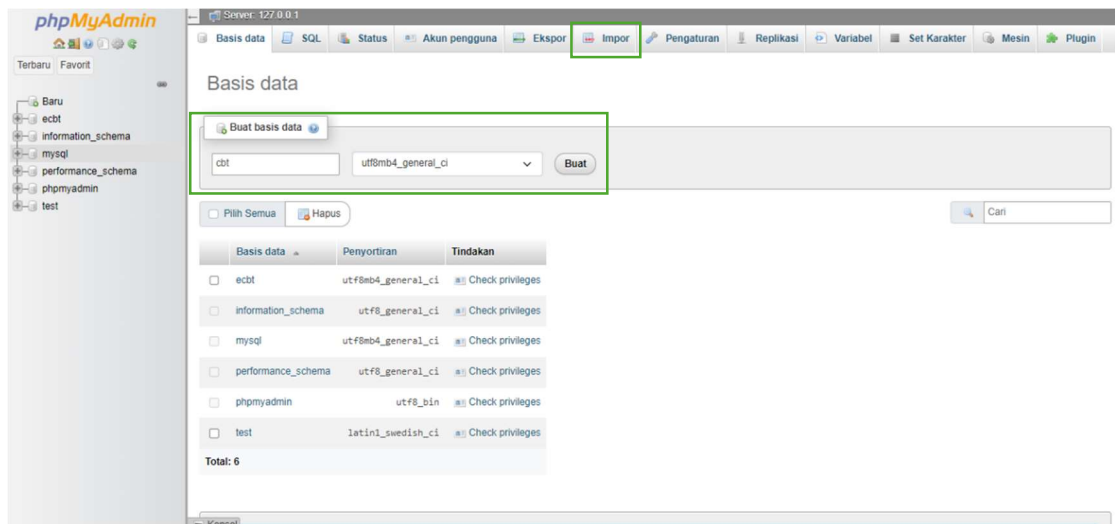 phpMyAdmin
Terbaru Favorit
Baru
ecbt
information_schema
mysql
performance_schema
phpmyadmin
test
Server: 127.0.0.1
Basis data SQL Status Akun pengguna Ekspor Impor Pengaturan Replikasi Variabel Set Karakter Mesin Plugin
Basis data
Buat basis data
cbt utf8mb4_general_ci Buat
Pilih Semua Hapus Cari
Basis data Penyortiran Tindakan
ecbt utf8mb4_general_ci Check privileges
information_schema utf8_general_ci Check privileges
mysql utf8mb4_general_ci Check privileges
performance_schema utf8_general_ci Check privileges
phpmyadmin utf8_bin Check privileges
test latin1_swedish_ci Check privileges
Total: 6
Konsol